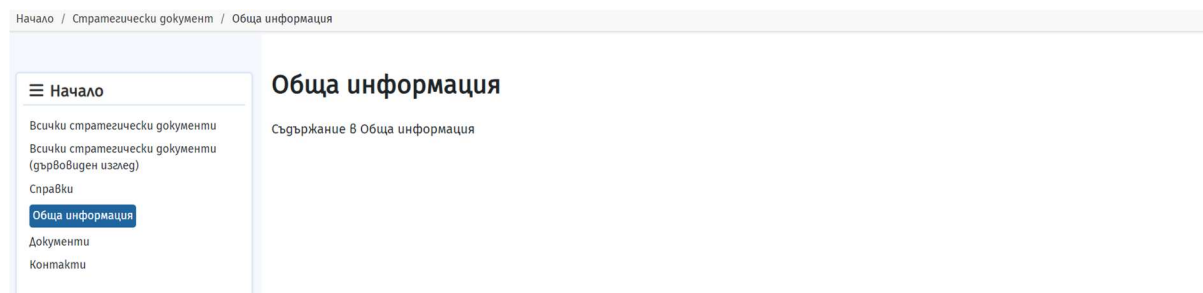 Начало / Стратегически документ / Обща информация
☰ Начало
Всички стратегически документи
Всички стратегически документи
(дървовиден изглед)
Справки
Обща информация
Документи
Контакти
Обща информация
Съдържание в Обща информация